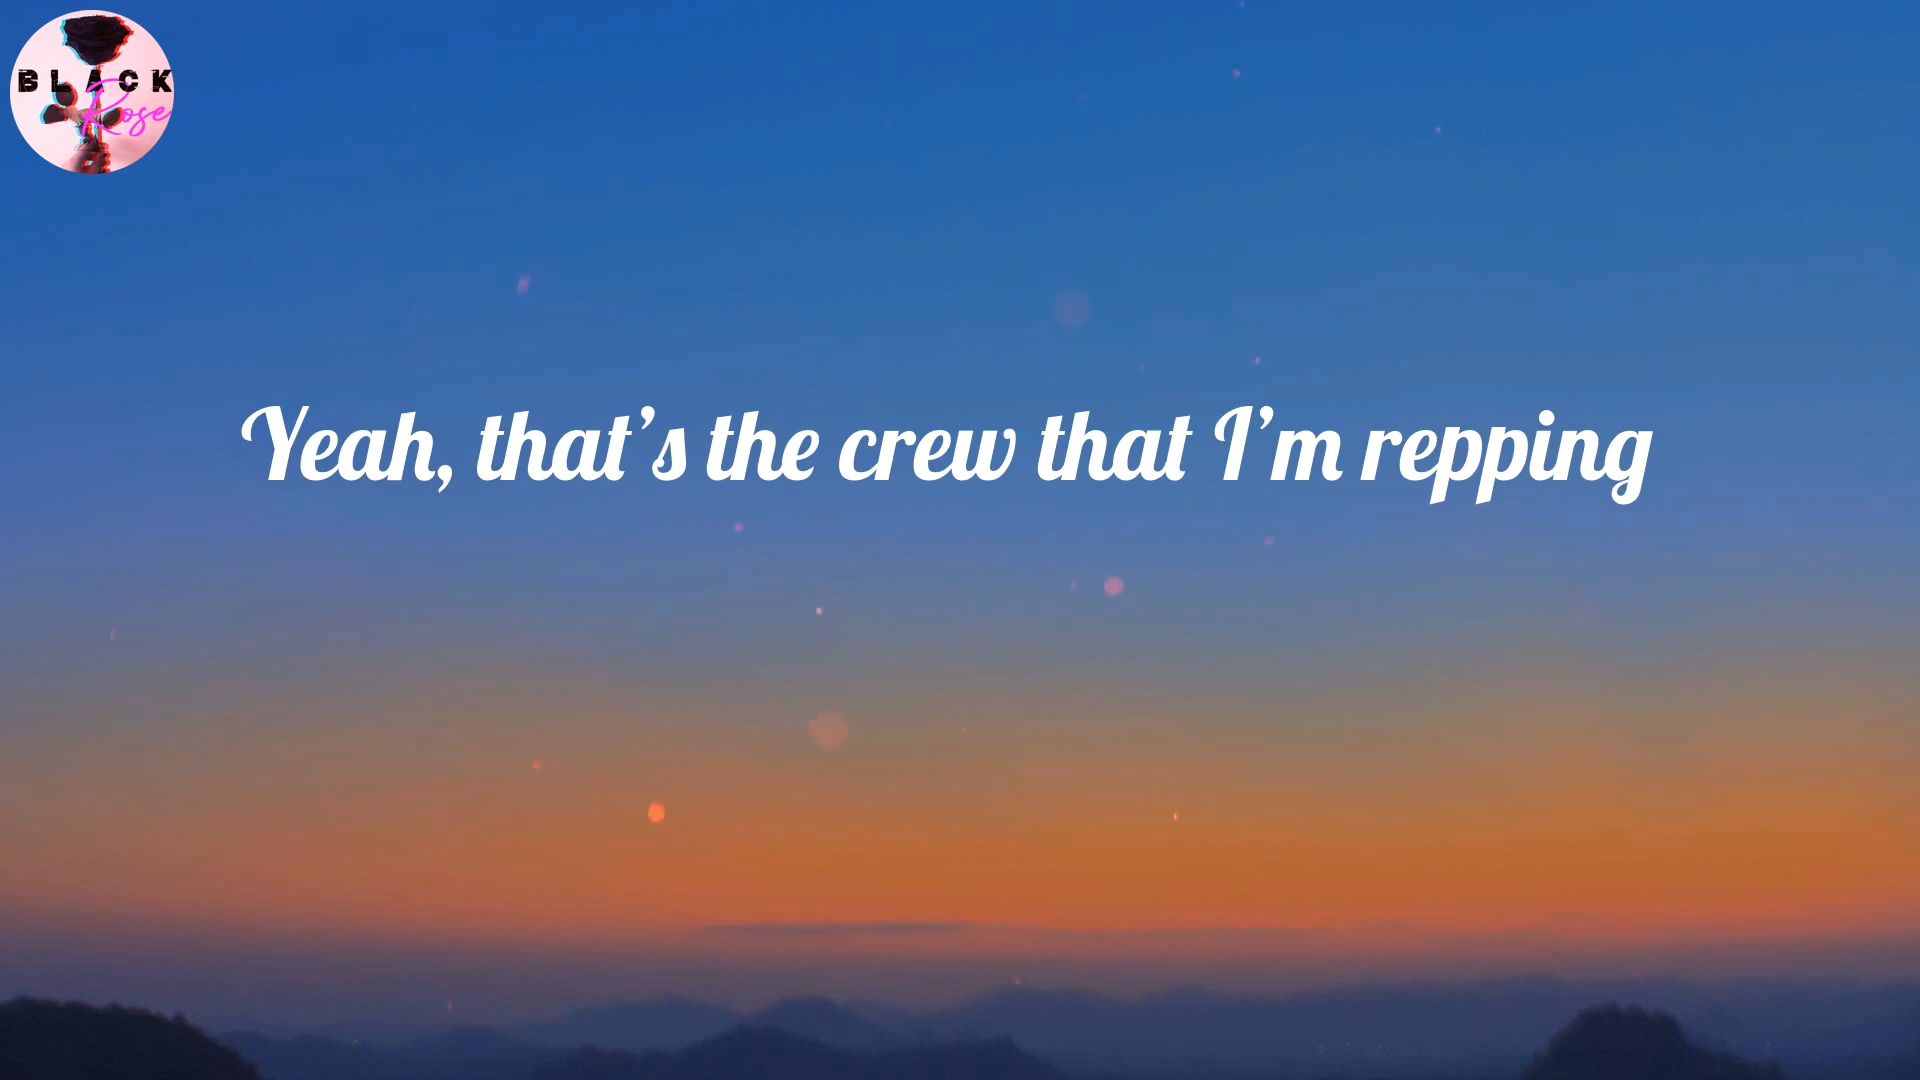 BLACK
Rose
Yeah, that’s the crew that I’m repping